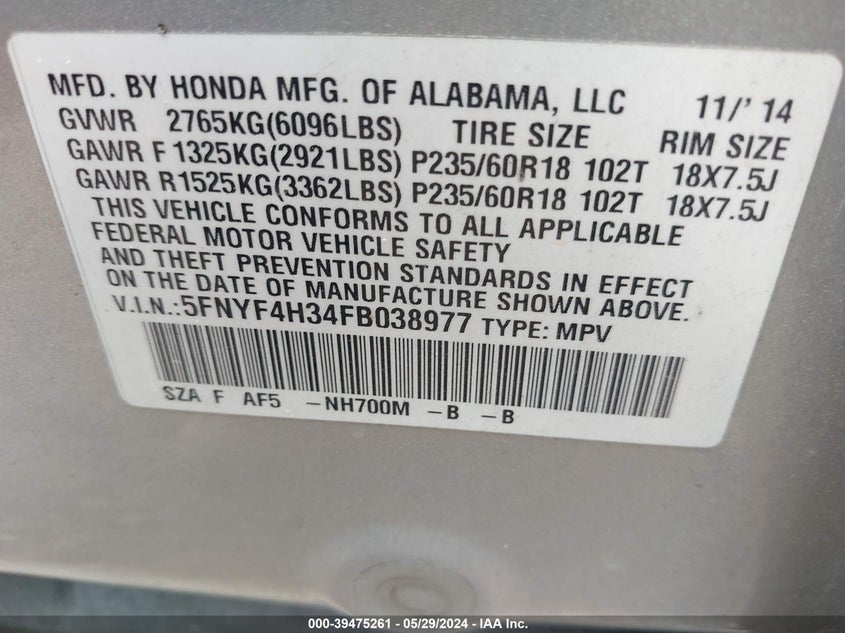 MFD. BY HONDA MFG. OF ALABAMA, LLC 11/' 14
GVWR 2765KG(6096LBS) TIRE SIZE RIM SIZE
GAWR F 1325KG(2921LBS) P235/60R18 102T 18X7.5J
GAWR R1525KG(3362LBS) P235/60R18 102T 18X7.5J
THIS VEHICLE CONFORMS TO ALL APPLICABLE
FEDERAL MOTOR VEHICLE SAFETY
AND THEFT PREVENTION STANDARDS IN EFFECT
ON THE DATE OF MANUFACTURE SHOWN ABOVE.
V.I.N.:5FNYF4H34FB038977 TYPE: MPV
SZA F AF5 -NH700M -B -B
000-39475261 - 05/29/2024 - IAA Inc.